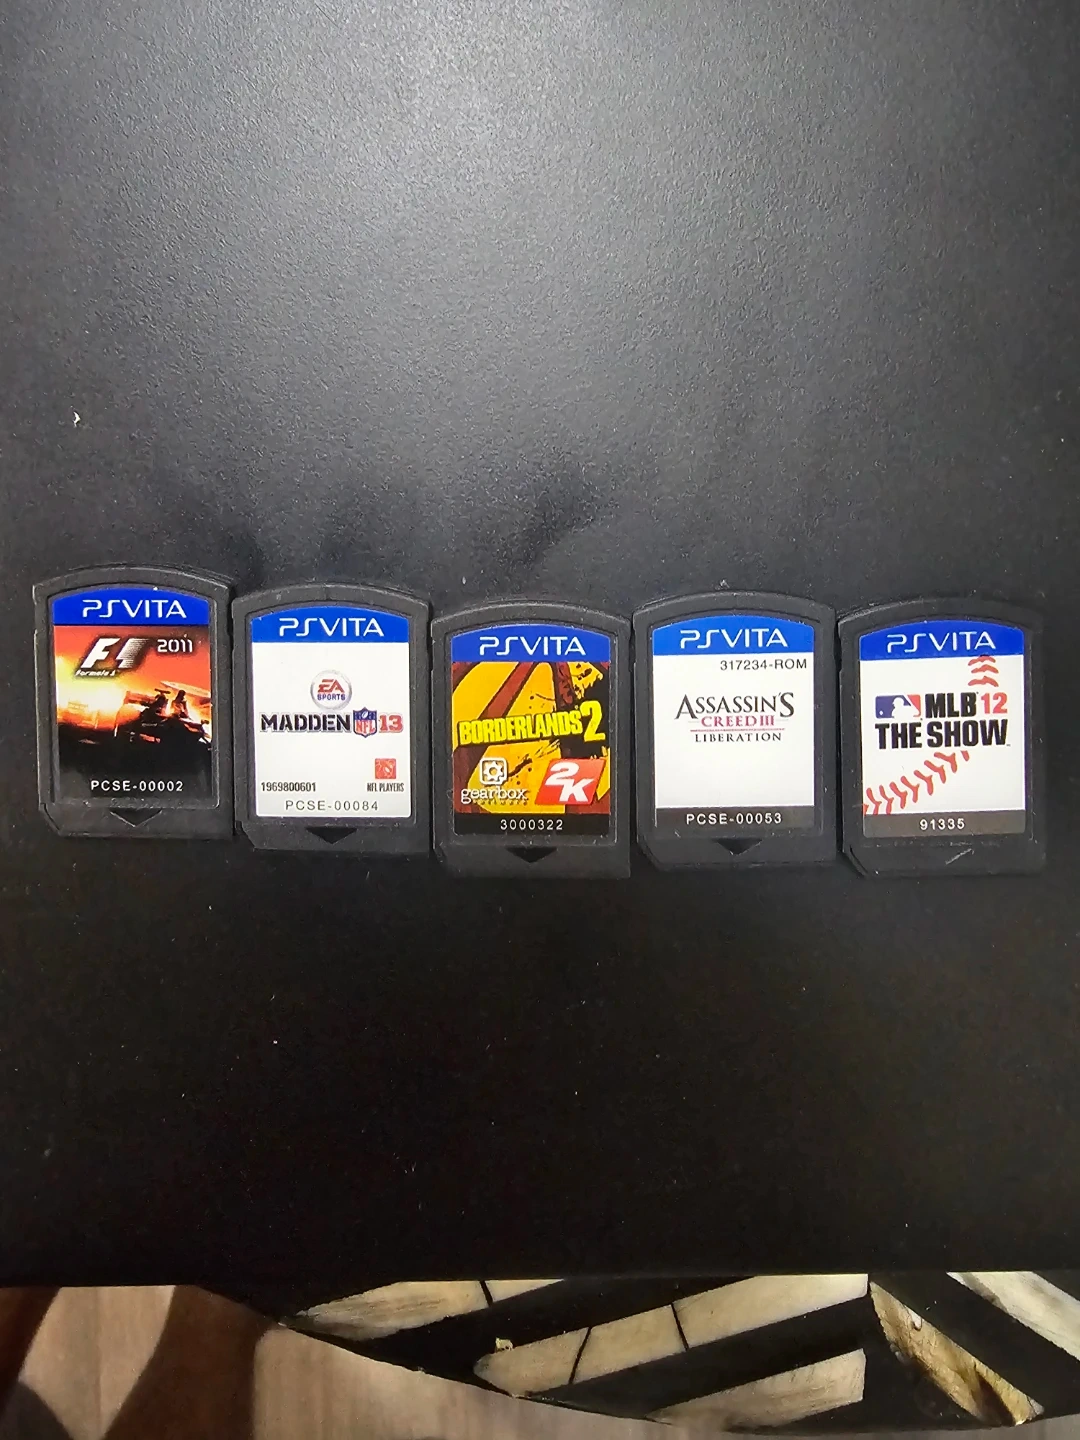 PSVITA
F1 2011
Formula 1
PCSE-00002
PSVITA
EA
SPORTS
MADDEN NFL 13
1969800601
NFL PLAYERS
PCSE-00084
PSVITA
BORDERLANDS 2
gearbox
2K
3000322
PSVITA
317234-ROM
ASSASSIN'S
CREED III
LIBERATION
PCSE-00053
PSVITA
MLB 12
THE SHOW
91335